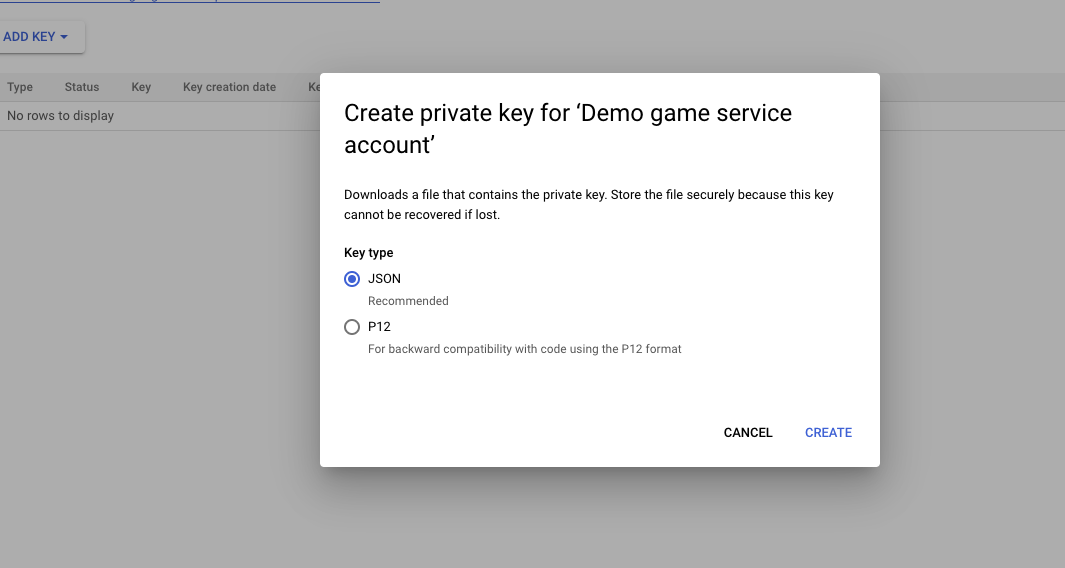 ADD KEY
Type Status Key Key creation date
No rows to display
Create private key for ‘Demo game service
account’
Downloads a file that contains the private key. Store the file securely because this key
cannot be recovered if lost.
Key type
JSON
Recommended
P12
For backward compatibility with code using the P12 format
CANCEL CREATE